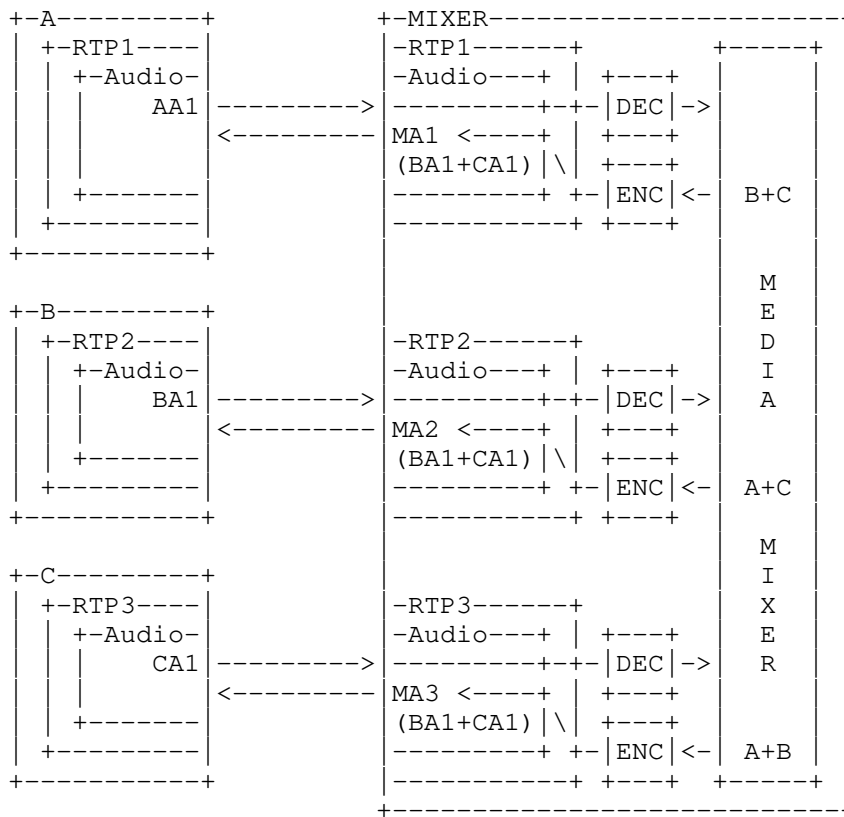 +-A---------+          +-MIXER------------------------
| +-RTP1----|          |-RTP1------+       +-----+
| | +-Audio-|          |-Audio---+ | +---+ |     |
| | |    AA1|--------->|---------+-+-|DEC|->|     |
| | |       |<---------|MA1 <----+ | +---+ |     |
| | |       |          |(BA1+CA1)|\| +---+ |     |
| | +-------|          |---------+ +-|ENC|<-| B+C |
| +---------|          |-----------+ +---+ |     |
+-----------+          |                   |     |
                       |                   |  M  |
+-B---------+          |                   |  E  |
| +-RTP2----|          |-RTP2------+       |  D  |
| | +-Audio-|          |-Audio---+ | +---+ |  I  |
| | |    BA1|--------->|---------+-+-|DEC|->|  A  |
| | |       |<---------|MA2 <----+ | +---+ |     |
| | +-------|          |(BA1+CA1)|\| +---+ |     |
| +---------|          |---------+ +-|ENC|<-| A+C |
+-----------+          |-----------+ +---+ |     |
                       |                   |  M  |
+-C---------+          |                   |  I  |
| +-RTP3----|          |-RTP3------+       |  X  |
| | +-Audio-|          |-Audio---+ | +---+ |  E  |
| | |    CA1|--------->|---------+-+-|DEC|->|  R  |
| | |       |<---------|MA3 <----+ | +---+ |     |
| | +-------|          |(BA1+CA1)|\| +---+ |     |
| +---------|          |---------+ +-|ENC|<-| A+B |
+-----------+          |-----------+ +---+ +-----+
                       +------------------------------